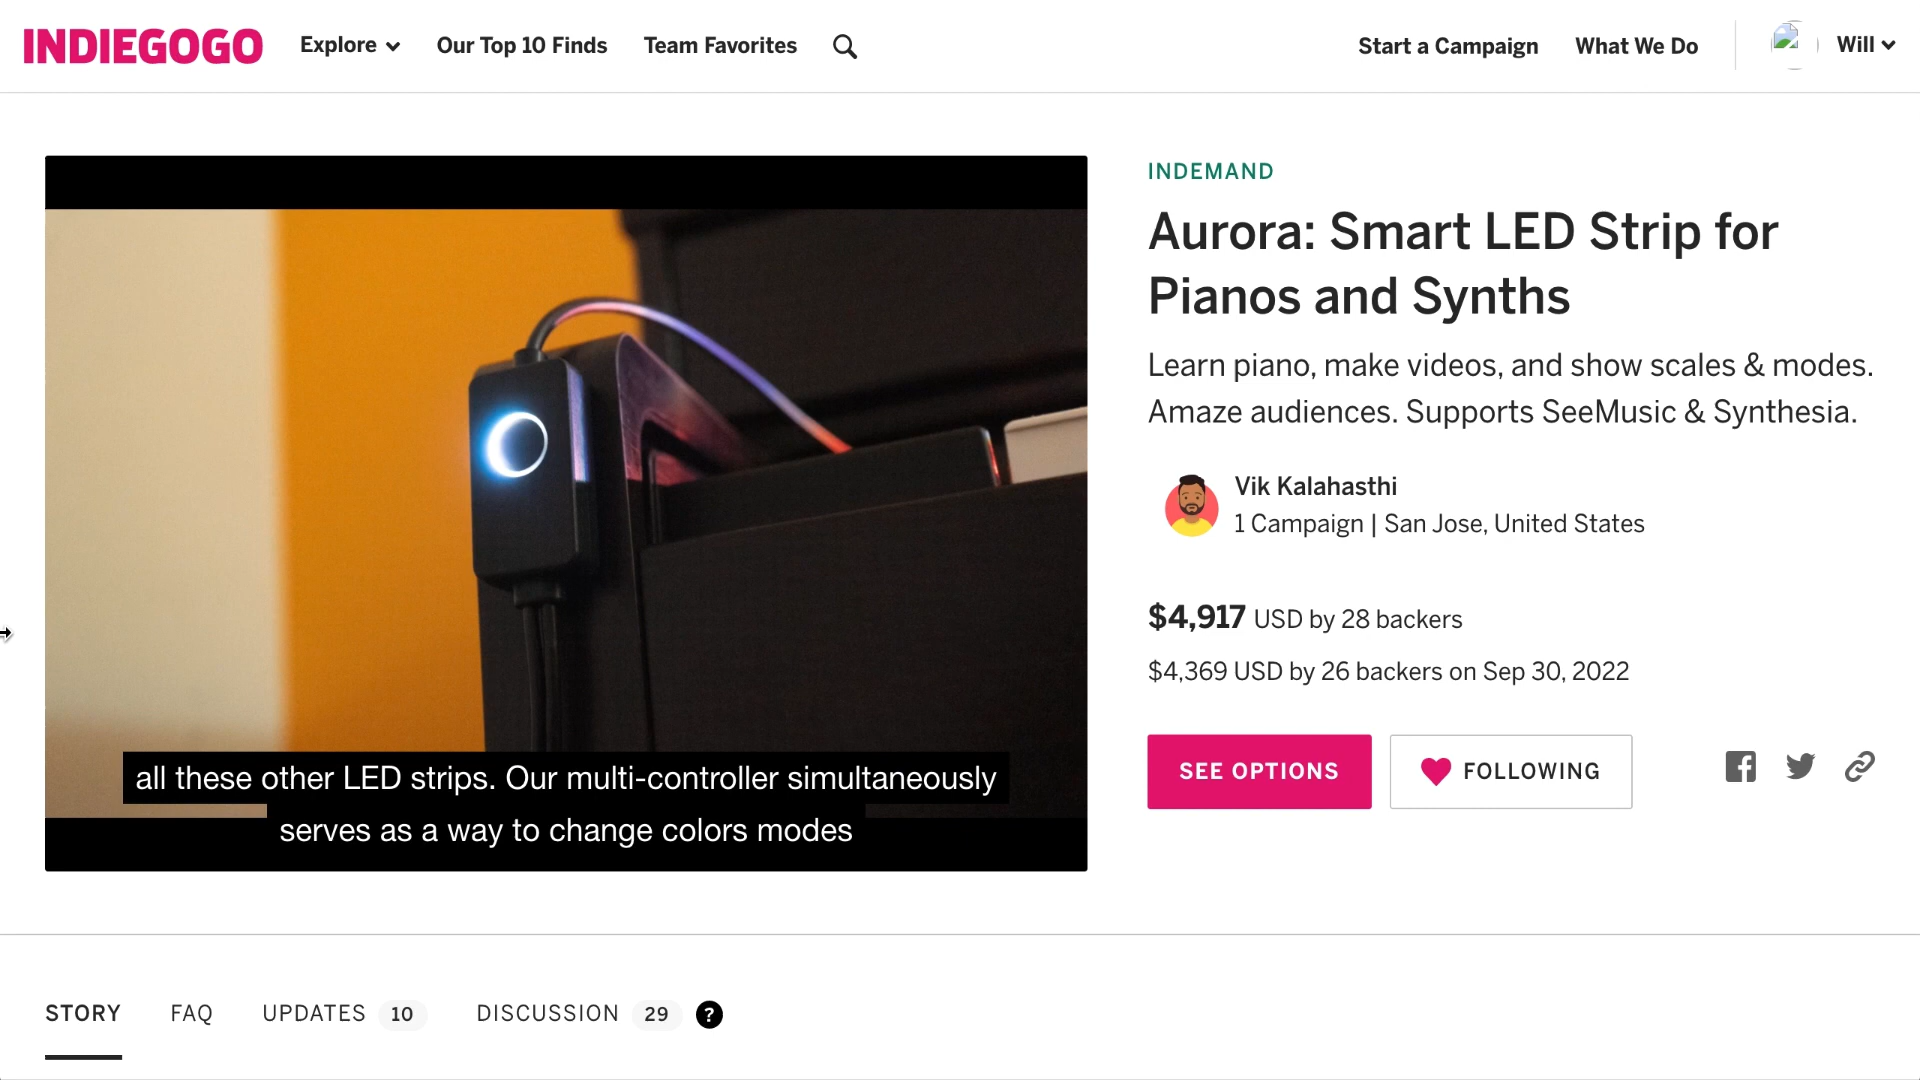 INDIEGOGO
Explore
Our Top 10 Finds
Team Favorites
Start a Campaign
What We Do
Will
INDEMAND
Aurora: Smart LED Strip for
Pianos and Synths
Learn piano, make videos, and show scales & modes.
Amaze audiences. Supports SeeMusic & Synthesia.
Vik Kalahasthi
1 Campaign | San Jose, United States
$4,917 USD by 28 backers
$4,369 USD by 26 backers on Sep 30, 2022
SEE OPTIONS
FOLLOWING
all these other LED strips. Our multi-controller simultaneously
serves as a way to change colors modes
STORY
FAQ
UPDATES 10
DISCUSSION 29
?